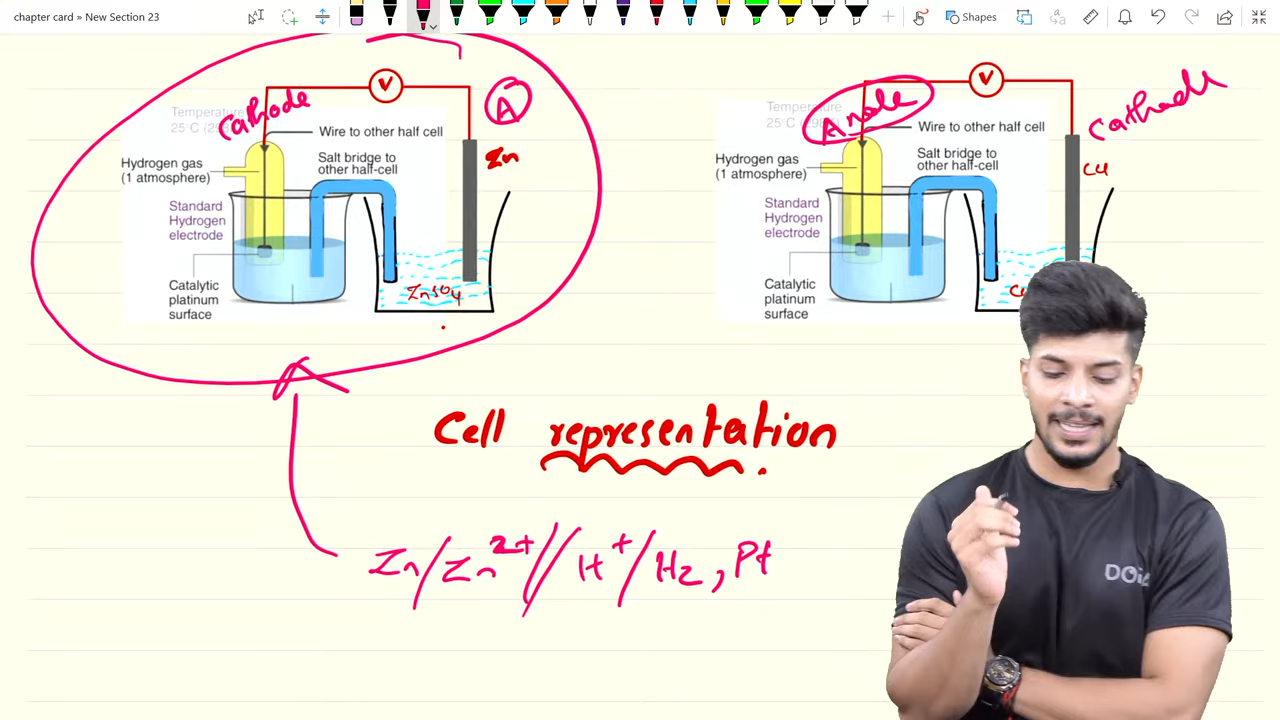 chapter card » New Section 23
Shapes
V
Cathode
A
Temperature
25°C
Wire to other half cell
Zn
Hydrogen gas
(1 atmosphere)
Salt bridge to
other half-cell
Standard
Hydrogen
electrode
Catalytic
platinum
surface
ZnSO4
V
Anode
Cathode
Temperature
25°C
Wire to other half cell
Cu
Hydrogen gas
(1 atmosphere)
Salt bridge to
other half-cell
Standard
Hydrogen
electrode
Catalytic
platinum
surface
Cell representation
Zn/Zn2+//H+/H2, Pt